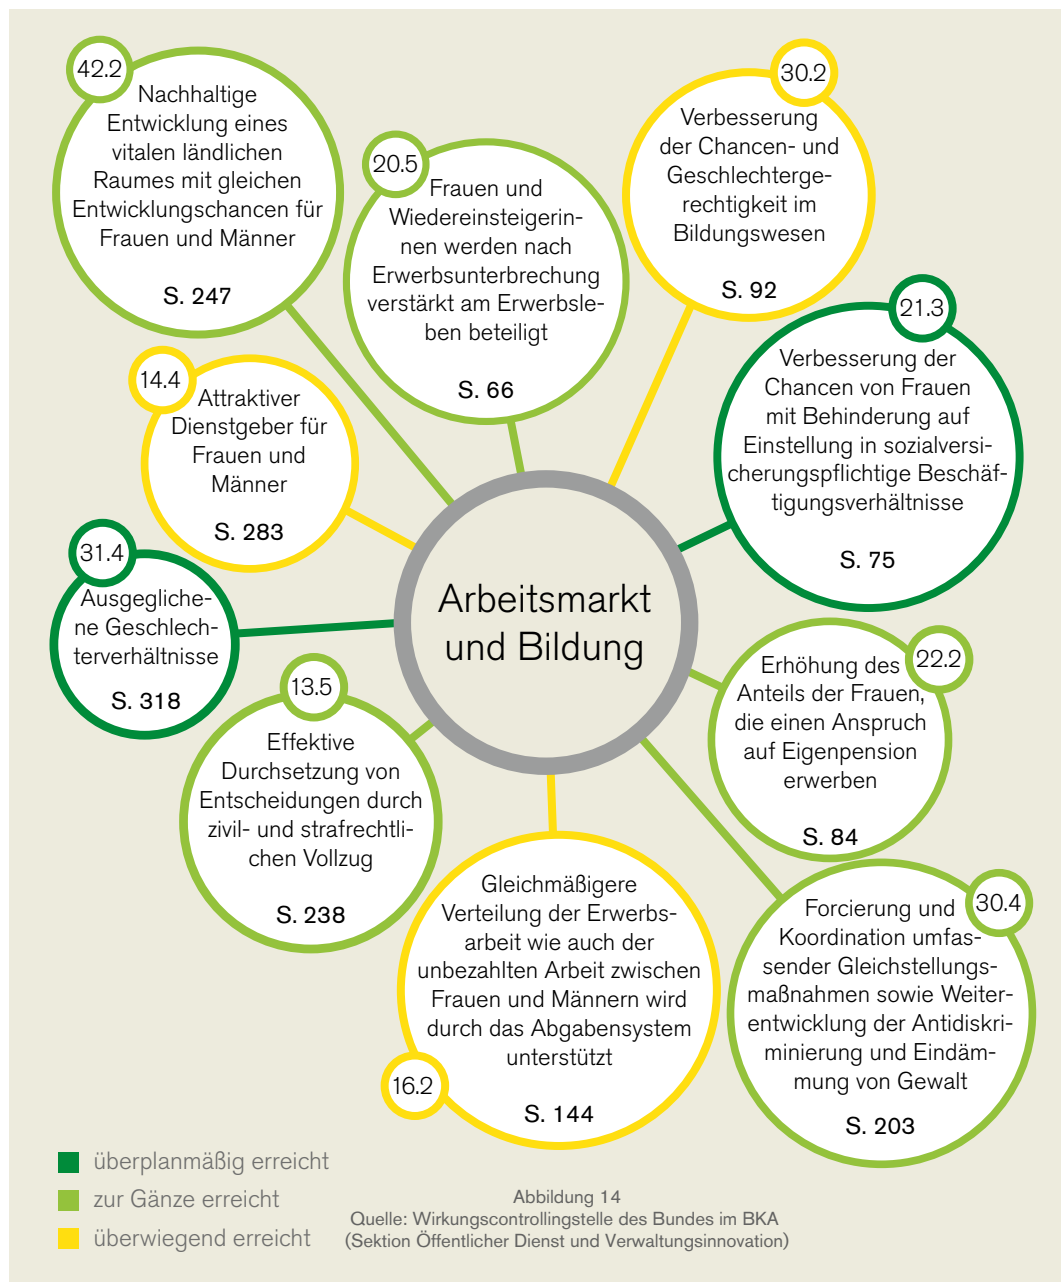 42.2
Nachhaltige
Entwicklung eines
vitalen ländlichen
Raumes mit gleichen
Entwicklungschancen für
Frauen und Männer
S. 247
20.5
Frauen und
Wiedereinsteigerin-
nen werden nach
Erwerbsunterbrechung
verstärkt am Erwerbsle-
ben beteiligt
S. 66
30.2
Verbesserung
der Chancen- und
Geschlechterge-
rechtigkeit im
Bildungswesen
S. 92
21.3
Verbesserung der
Chancen von Frauen
mit Behinderung auf
Einstellung in sozialversi-
cherungspflichtige Beschäf-
tigungsverhältnisse
S. 75
14.4
Attraktiver
Dienstgeber für
Frauen und
Männer
S. 283
31.4
Ausgegliche-
ne Geschlech-
terverhältnisse
S. 318
Arbeitsmarkt
und Bildung
22.2
Erhöhung des
Anteils der Frauen,
die einen Anspruch
auf Eigenpension
erwerben
S. 84
13.5
Effektive
Durchsetzung von
Entscheidungen durch
zivil- und strafrechtli-
chen Vollzug
S. 238
Gleichmäßigere
Verteilung der Erwerbs-
arbeit wie auch der
unbezahlten Arbeit zwischen
Frauen und Männern wird
durch das Abgabensystem
unterstützt
16.2
S. 144
30.4
Forcierung und
Koordination umfas-
sender Gleichstellungs-
maßnahmen sowie Weiter-
entwicklung der Antidiskri-
minierung und Eindäm-
mung von Gewalt
S. 203
überplanmäßig erreicht
zur Gänze erreicht
überwiegend erreicht
Abbildung 14
Quelle: Wirkungscontrollingstelle des Bundes im BKA
(Sektion Öffentlicher Dienst und Verwaltungsinnovation)